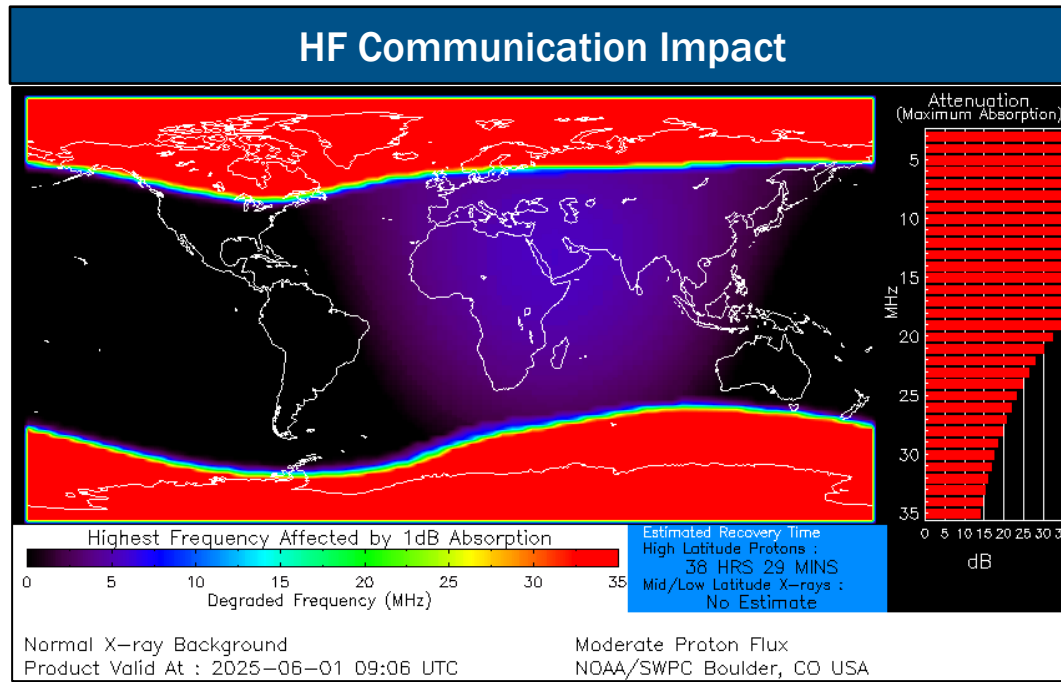 HF Communication Impact
Attenuation
(Maximum Absorption)
5
10
15
20
25
30
35
MHz
0 5 10 15 20 25 30 3
dB
Highest Frequency Affected by 1dB Absorption
0 5 10 15 20 25 30 35
Degraded Frequency (MHz)
Estimated Recovery Time
High Latitude Protons :
38 HRS 29 MINS
Mid/Low Latitude X-rays :
No Estimate
Normal X-ray Background
Product Valid At : 2025-06-01 09:06 UTC
Moderate Proton Flux
NOAA/SWPC Boulder, CO USA